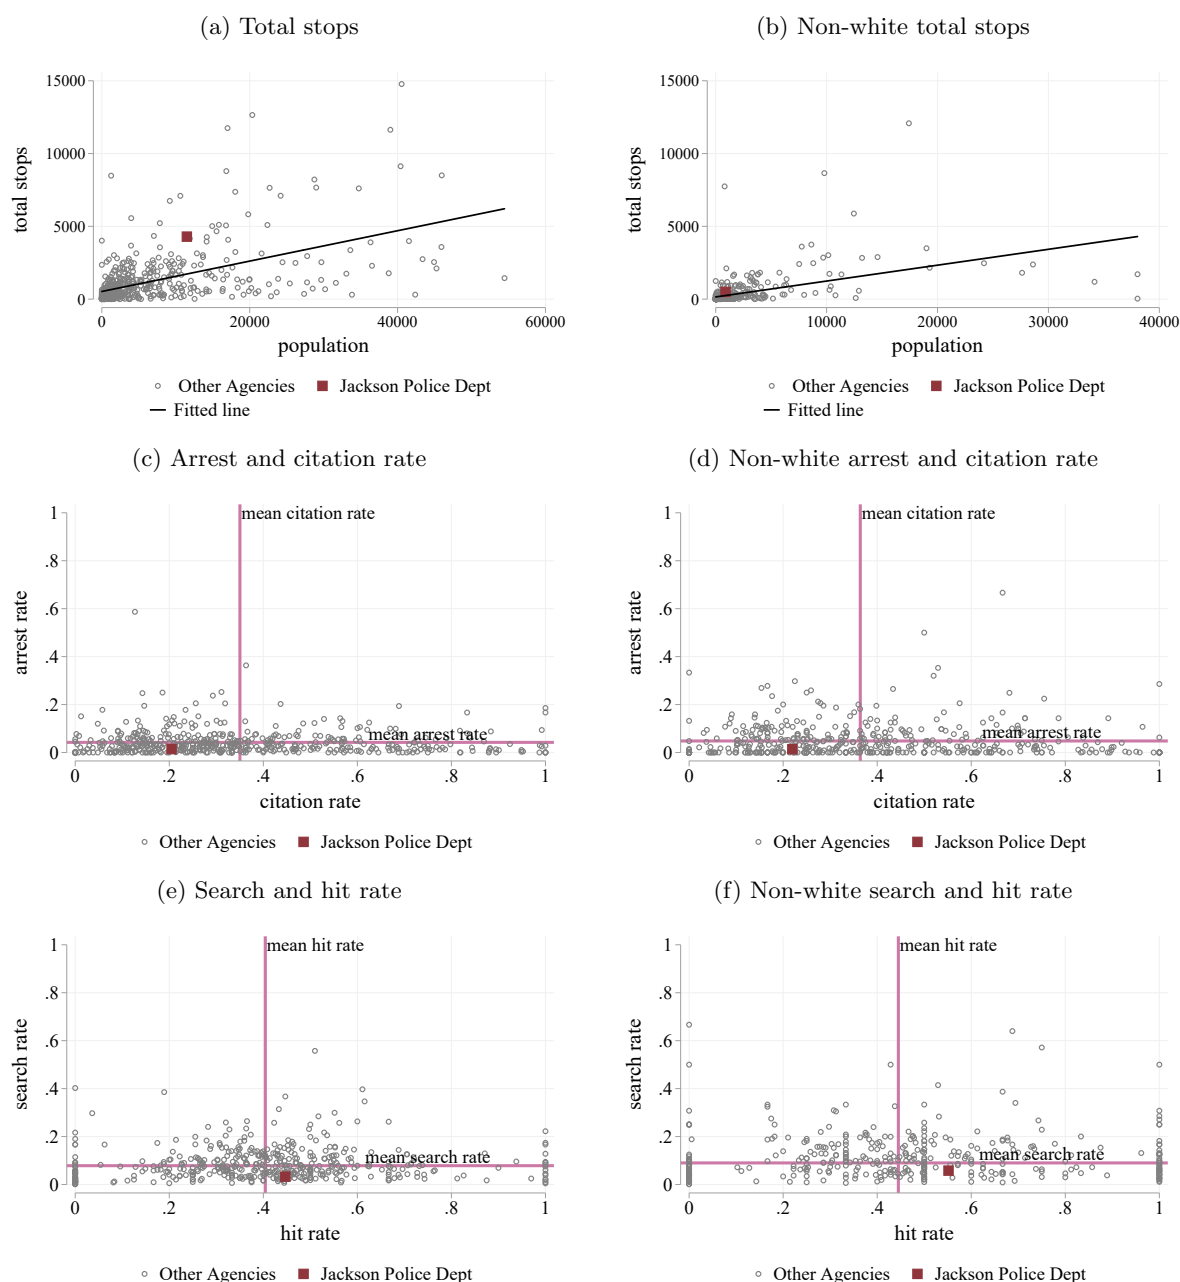 (a) Total stops
15000
10000
5000
0
total stops
0 20000 40000 60000
population
Other Agencies Jackson Police Dept
Fitted line
(b) Non-white total stops
15000
10000
5000
0
total stops
0 10000 20000 30000 40000
population
Other Agencies Jackson Police Dept
Fitted line
(c) Arrest and citation rate
mean citation rate
1
.8
.6
.4
.2
0
arrest rate
mean arrest rate
0 .2 .4 .6 .8 1
citation rate
Other Agencies Jackson Police Dept
(d) Non-white arrest and citation rate
mean citation rate
1
.8
.6
.4
.2
0
arrest rate
mean arrest rate
0 .2 .4 .6 .8 1
citation rate
Other Agencies Jackson Police Dept
(e) Search and hit rate
mean hit rate
1
.8
.6
.4
.2
0
search rate
mean search rate
0 .2 .4 .6 .8 1
hit rate
Other Agencies Jackson Police Dept
(f) Non-white search and hit rate
mean hit rate
1
.8
.6
.4
.2
0
search rate
mean search rate
0 .2 .4 .6 .8 1
hit rate
Other Agencies Jackson Police Dept